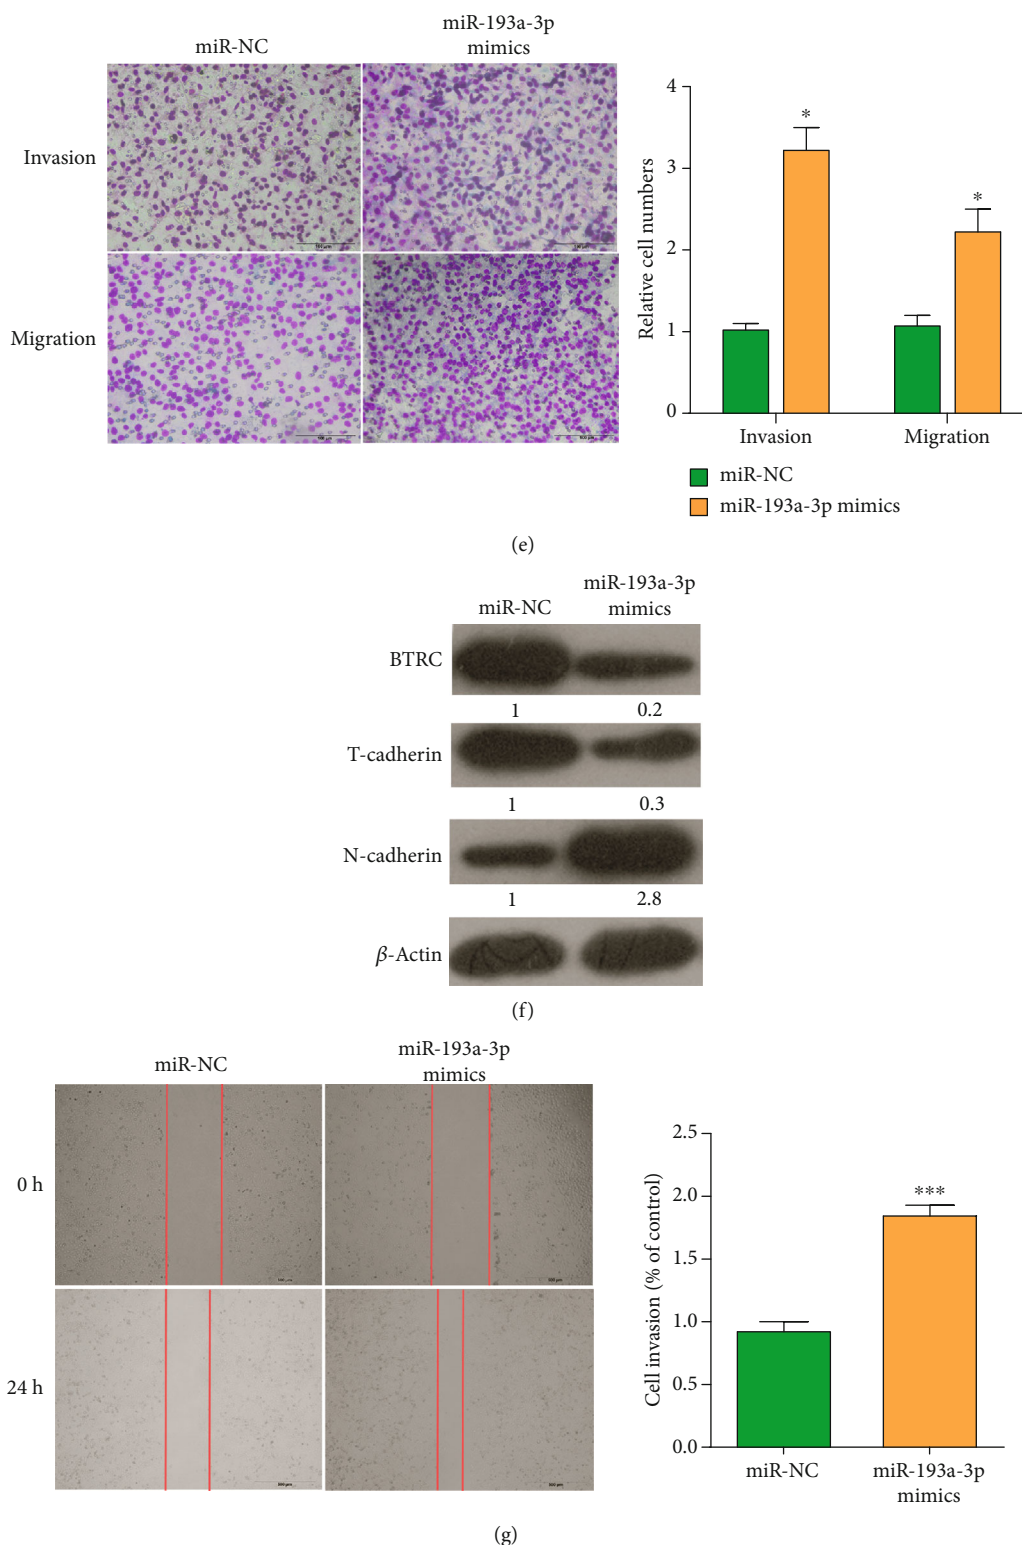 miR-NC
miR-193a-3p
mimics
Invasion
Migration
Relative cell numbers
4
3
2
1
0
*
*
Invasion
Migration
miR-NC
miR-193a-3p mimics
(e)
miR-NC
miR-193a-3p
mimics
BTRC
1 0.2
T-cadherin
1 0.3
N-cadherin
1 2.8
β-Actin
(f)
miR-NC
miR-193a-3p
mimics
0 h
24 h
Cell invasion (% of control)
2.5
2.0
1.5
1.0
0.5
0.0
***
miR-NC
miR-193a-3p
mimics
(g)